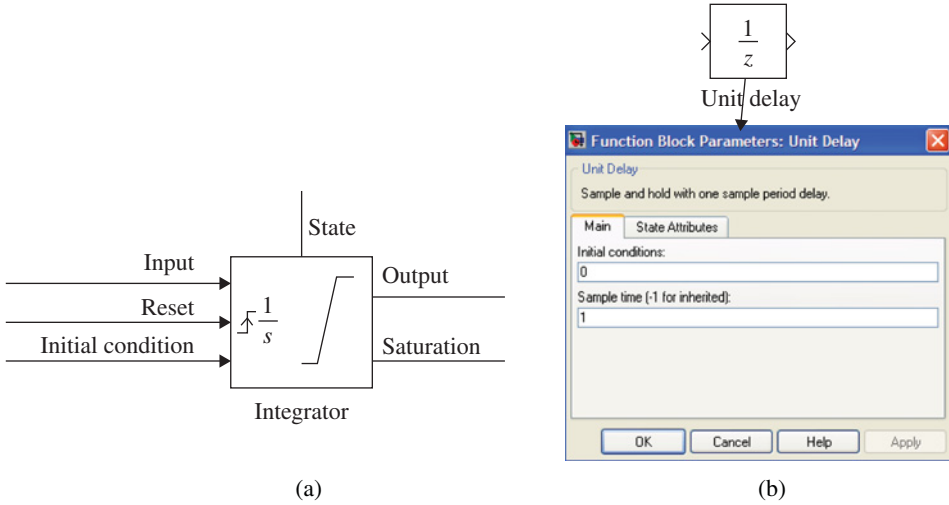 State
Input
Reset
Initial condition
1
s
Output
Saturation
Integrator
(a)
1
z
Unit delay
Function Block Parameters: Unit Delay
Unit Delay
Sample and hold with one sample period delay.
Main State Attributes
Initial conditions:
0
Sample time (-1 for inherited):
1
OK Cancel Help Apply
(b)